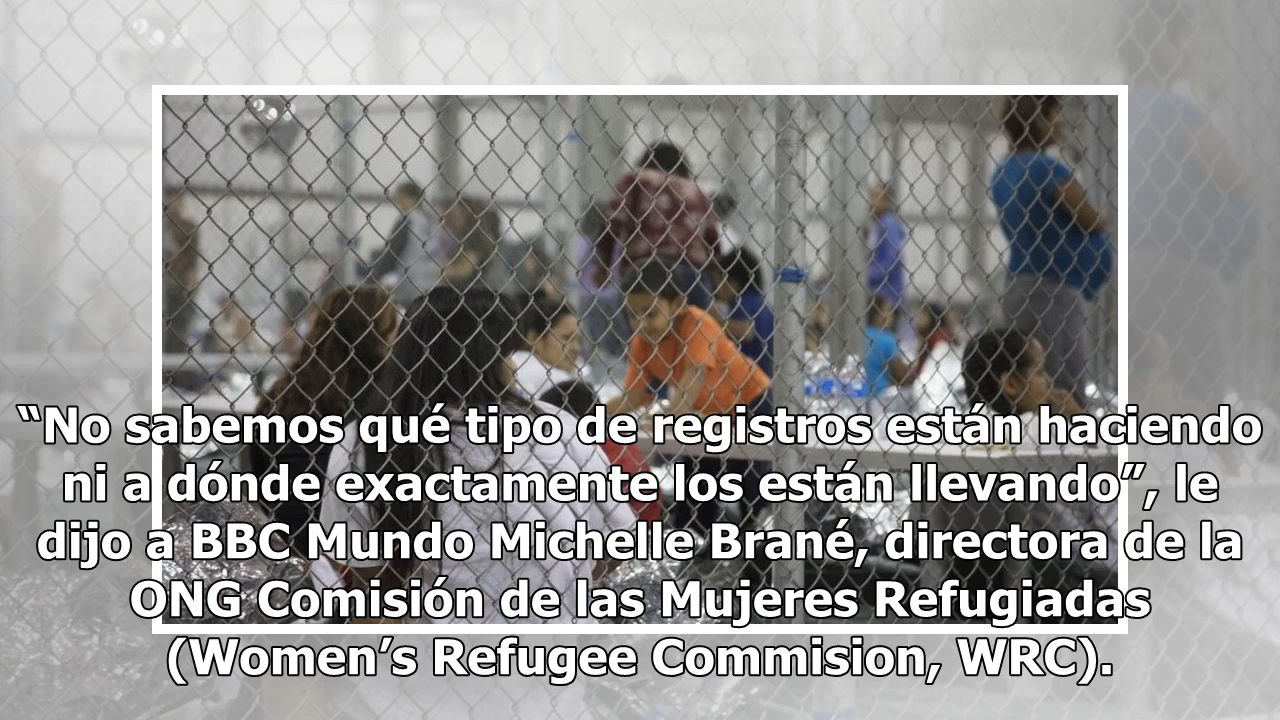 “No sabemos qué tipo de registros están haciendo
ni a dónde exactamente los están llevando”, le
dijo a BBC Mundo Michelle Brané, directora de la
ONG Comisión de las Mujeres Refugiadas
(Women’s Refugee Commision, WRC).